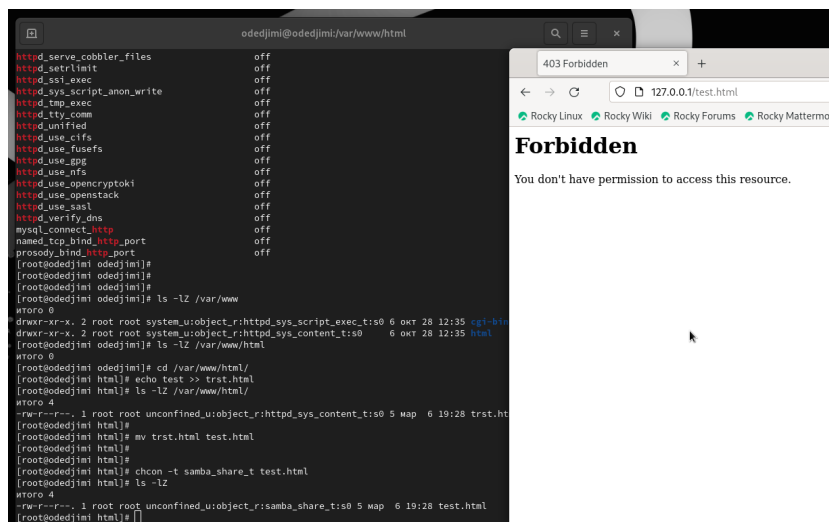 odedjimi@odedjimi:/var/www/html
httpd_serve_cobbler_files off
httpd_setrlimit off
httpd_ssi_exec off
httpd_sys_script_anon_write off
httpd_tmp_exec off
httpd_tty_comm off
httpd_unified off
httpd_use_cifs off
httpd_use_fusefs off
httpd_use_gpg off
httpd_use_nfs off
httpd_use_opencryptoki off
httpd_use_openstack off
httpd_use_sasl off
httpd_verify_dns off
mysql_connect_http off
named_tcp_bind_http_port off
prosody_bind_http_port off
[root@odedjimi odedjimi]#
[root@odedjimi odedjimi]#
[root@odedjimi odedjimi]#
[root@odedjimi odedjimi]# ls -lZ /var/www
итого 0
drwxr-xr-x. 2 root root system_u:object_r:httpd_sys_script_exec_t:s0 6 окт 28 12:35 cgi-bin
drwxr-xr-x. 2 root root system_u:object_r:httpd_sys_content_t:s0 6 окт 28 12:35 html
[root@odedjimi odedjimi]# ls -lZ /var/www/html
итого 0
[root@odedjimi odedjimi]# cd /var/www/html/
[root@odedjimi html]# echo test >> trst.html
[root@odedjimi html]# ls -lZ /var/www/html/
итого 4
-rw-r--r--. 1 root root unconfined_u:object_r:httpd_sys_content_t:s0 5 мар 6 19:28 trst.ht
[root@odedjimi html]#
[root@odedjimi html]# mv trst.html test.html
[root@odedjimi html]#
[root@odedjimi html]#
[root@odedjimi html]# chcon -t samba_share_t test.html
[root@odedjimi html]# ls -lZ
итого 4
-rw-r--r--. 1 root root unconfined_u:object_r:samba_share_t:s0 5 мар 6 19:28 test.html
[root@odedjimi html]#
403 Forbidden
127.0.0.1/test.html
Rocky Linux Rocky Wiki Rocky Forums Rocky Mattermo
Forbidden
You don't have permission to access this resource.